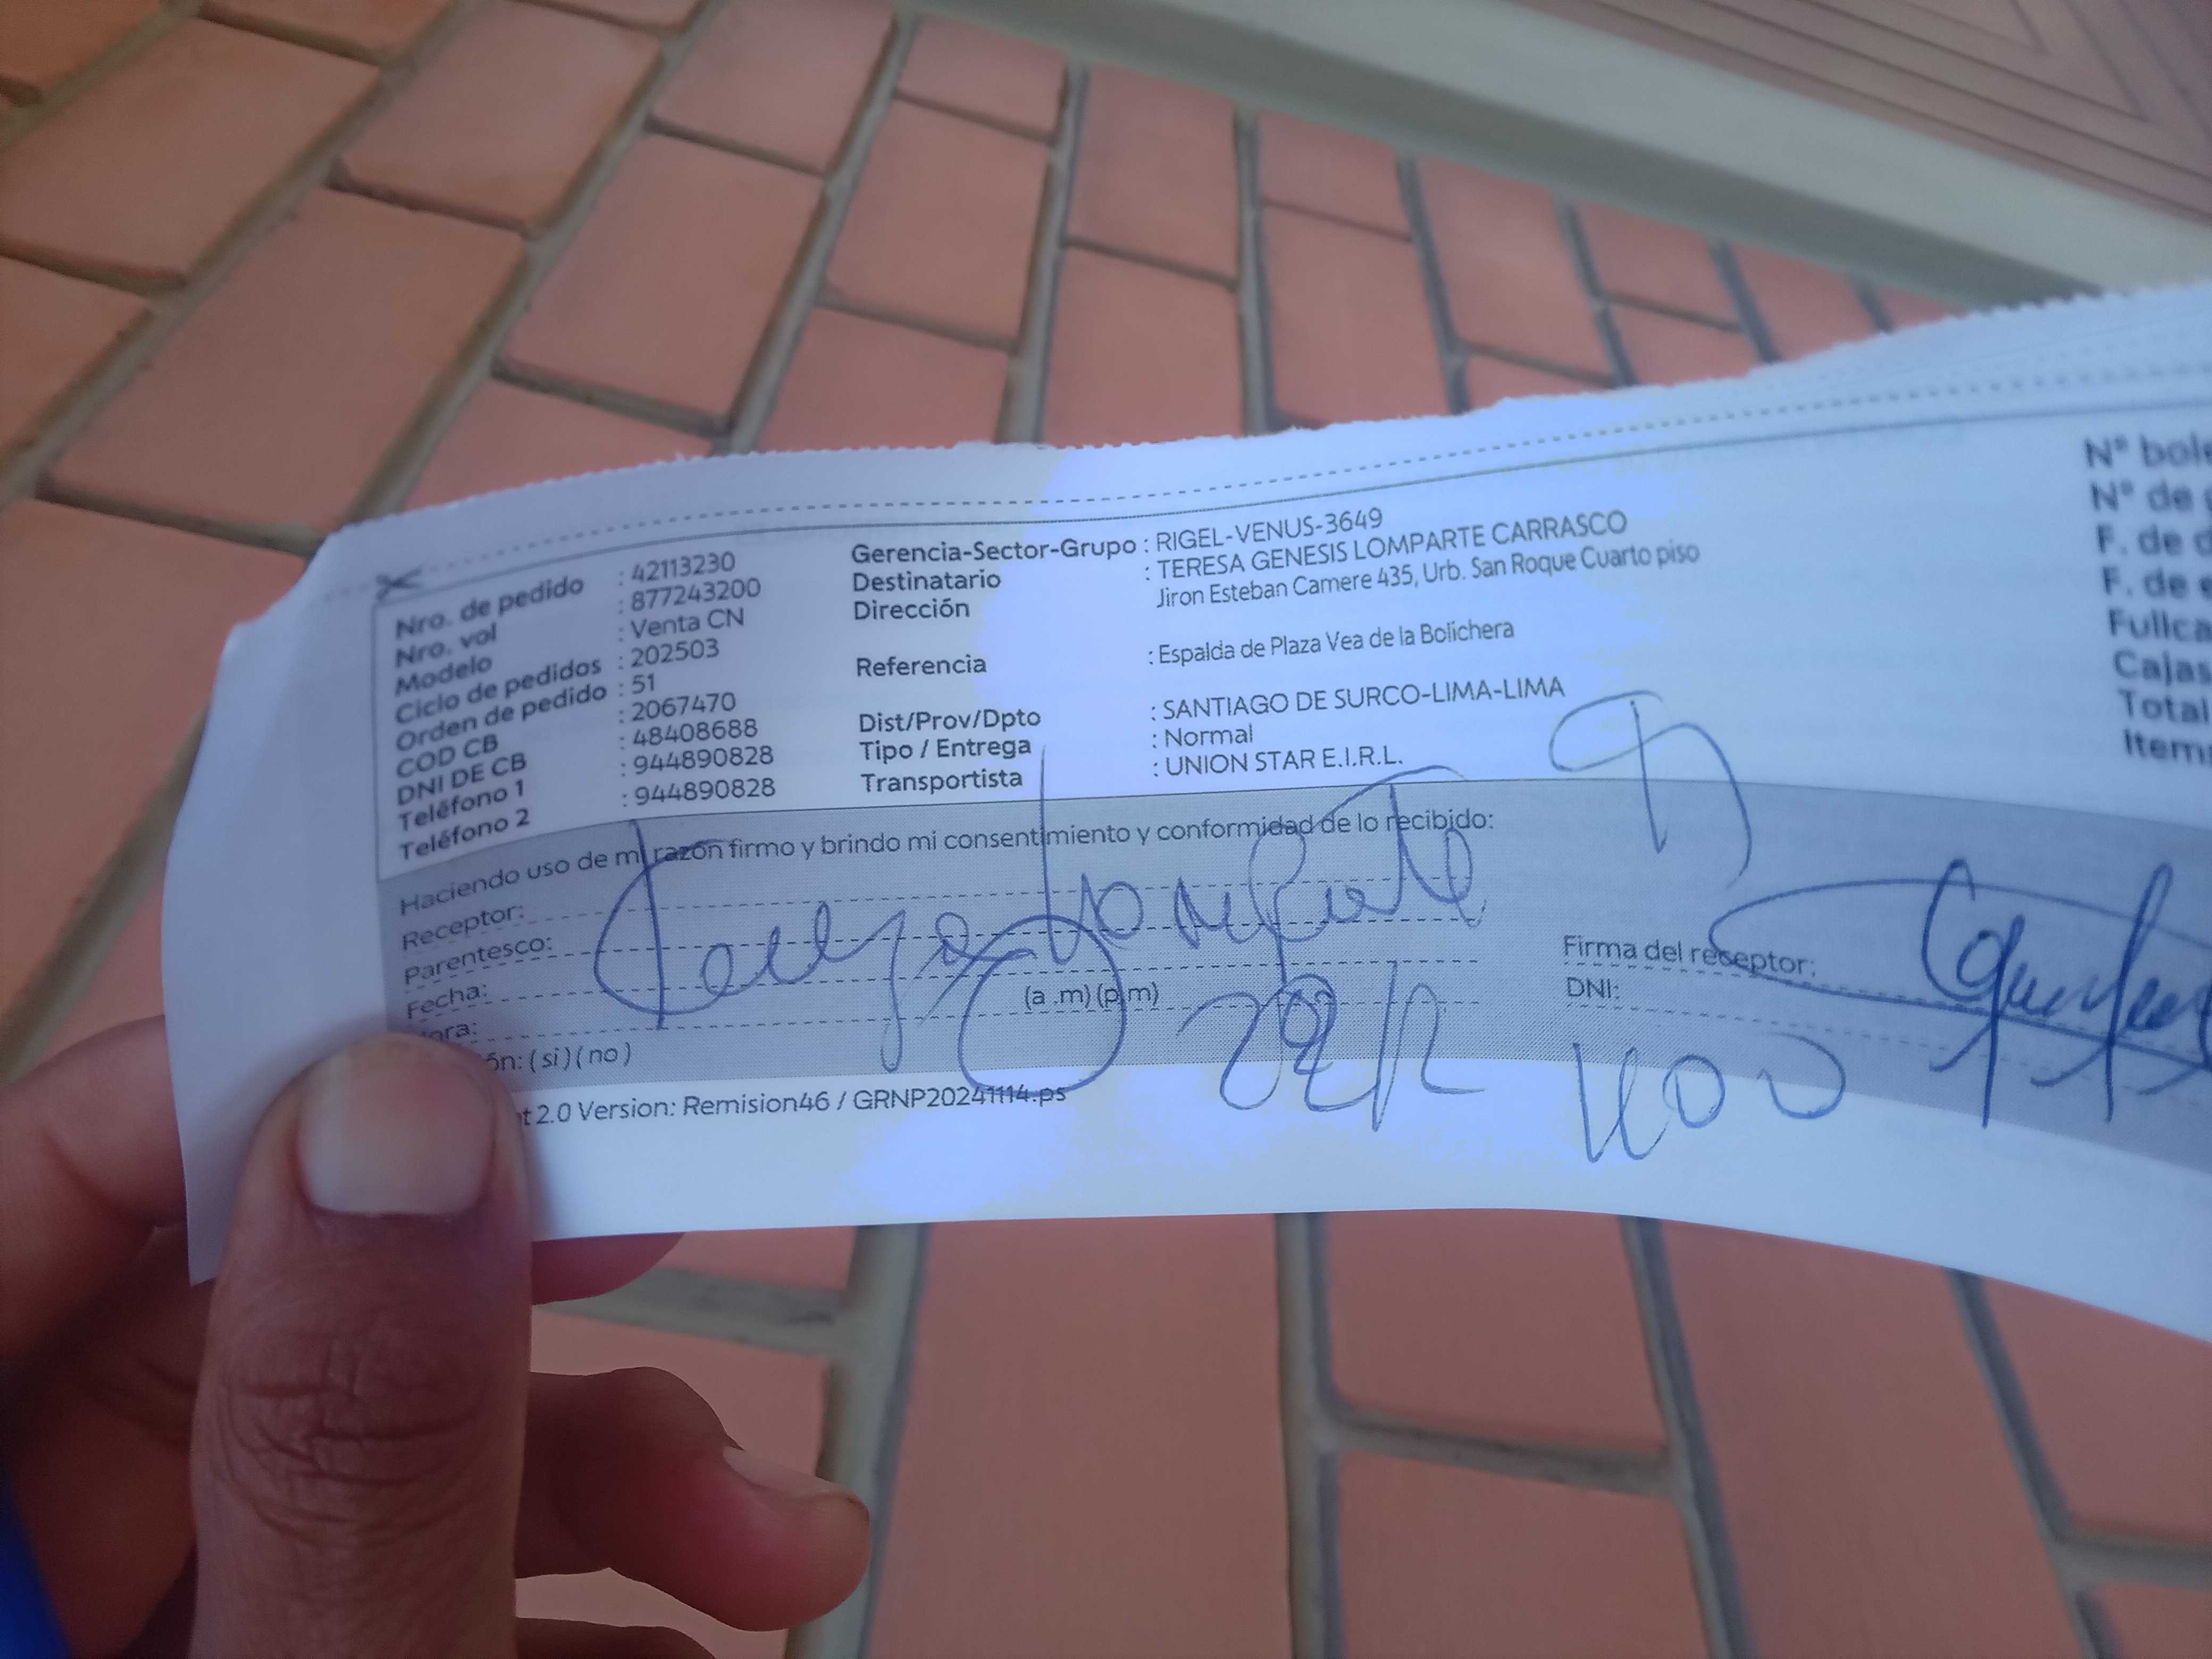 Nro. de pedido : 42113230
Nro. vol : 877243200
Modelo : Venta CN
Ciclo de pedidos : 202503
Orden de pedido : 51
COD CB : 2067470
DNI DE CB : 48408688
Teléfono 1 : 944890828
Teléfono 2 : 944890828
Gerencia-Sector-Grupo : RIGEL-VENUS-3649
Destinatario : TERESA GENESIS LOMPARTE CARRASCO
Dirección Jiron Esteban Camere 435, Urb. San Roque Cuarto piso
Referencia : Espalda de Plaza Vea de la Bolichera
Dist/Prov/Dpto : SANTIAGO DE SURCO-LIMA-LIMA
Tipo / Entrega : Normal
Transportista : UNION STAR E.I.R.L.
N° bole
N° de
F. de d
F. de e
Fullca
Cajas
Total
Item
Haciendo uso de mi razón firmo y brindo mi consentimiento y conformidad de lo recibido:
Receptor:
Parentesco:
Fecha:
ora: (a .m) (p.m)
ón: ( si ) ( no )
Lomparte
Firma del receptor:
DNI:
t 2.0 Version: Remision46 / GRNP20241114.ps